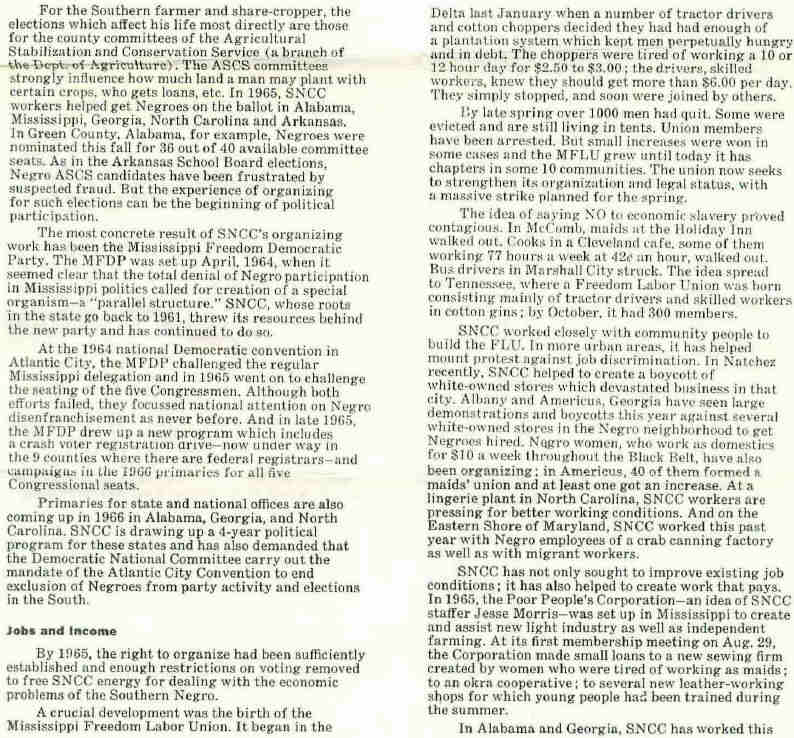 For the Southern farmer and share-cropper, the
elections which affect his life most directly are those
for the county committees of the Agricultural
Stabilization and Conservation Service (a branch of
the Dept. of Agriculture). The ASCS committees
strongly influence how much land a man may plant with
certain crops, who gets loans, etc. In 1965, SNCC
workers helped get Negroes on the ballot in Alabama,
Mississippi, Georgia, North Carolina and Arkansas.
In Green County, Alabama, for example, Negroes were
nominated this fall for 36 out of 40 available committee
seats. As in the Arkansas School Board elections,
Negro ASCS candidates have been frustrated by
suspected fraud. But the experience of organizing
for such elections can be the beginning of political
participation.
The most concrete result of SNCC's organizing
work has been the Mississippi Freedom Democratic
Party. The MFDP was set up April, 1964, when it
seemed clear that the total denial of Negro participation
in Mississippi politics called for creation of a special
organism—a "parallel structure." SNCC, whose roots
in the state go back to 1961, threw its resources behind
the new party and has continued to do so.
At the 1964 national Democratic convention in
Atlantic City, the MFDP challenged the regular
Mississippi delegation and in 1965 went on to challenge
the seating of the five Congressmen. Although both
efforts failed, they focussed national attention on Negro
disenfranchisement as never before. And in late 1965,
the MFDP drew up a new program which includes
a crash voter registration drive—now under way in
the 9 counties where there are federal registrars—and
campaigns in the 1966 primaries for all five
Congressional seats.
Primaries for state and national offices are also
coming up in 1966 in Alabama, Georgia, and North
Carolina. SNCC is drawing up a 4-year political
program for these states and has also demanded that
the Democratic National Committee carry out the
mandate of the Atlantic City Convention to end
exclusion of Negroes from party activity and elections
in the South.
Jobs and Income
By 1965, the right to organize had been sufficiently
established and enough restrictions on voting removed
to free SNCC energy for dealing with the economic
problems of the Southern Negro.
A crucial development was the birth of the
Mississippi Freedom Labor Union. It began in the
Delta last January when a number of tractor drivers
and cotton choppers decided they had had enough of
a plantation system which kept men perpetually hungry
and in debt. The choppers were tired of working a 10 or
12 hour day for $2.50 to $3.00; the drivers, skilled
workers, knew they should get more than $6.00 per day.
They simply stopped, and soon were joined by others.
By late spring over 1000 men had quit. Some were
evicted and are still living in tents. Union members
have been arrested. But small increases were won in
some cases and the MFLU grew until today it has
chapters in some 10 communities. The union now seeks
to strengthen its organization and legal status, with
a massive strike planned for the spring.
The idea of saying NO to economic slavery proved
contagious. In McComb, maids at the Holiday Inn
walked out. Cooks in a Cleveland cafe, some of them
working 77 hours a week at 42¢ an hour, walked out.
Bus drivers in Marshall City struck. The idea spread
to Tennessee, where a Freedom Labor Union was born
consisting mainly of tractor drivers and skilled workers
in cotton gins; by October, it had 300 members.
SNCC worked closely with community people to
build the FLU. In more urban areas, it has helped
mount protest against job discrimination. In Natchez
recently, SNCC helped to create a boycott of
white-owned stores which devastated business in that
city. Albany and Americus, Georgia have seen large
demonstrations and boycotts this year against several
white-owned stores in the Negro neighborhood to get
Negroes hired. Negro women, who work as domestics
for $10 a week throughout the Black Belt, have also
been organizing; in Americus, 40 of them formed a
maids' union and at least one got an increase. At a
lingerie plant in North Carolina, SNCC workers are
pressing for better working conditions. And on the
Eastern Shore of Maryland, SNCC worked this past
year with Negro employees of a crab canning factory
as well as with migrant workers.
SNCC has not only sought to improve existing job
conditions; it has also helped to create work that pays.
In 1965, the Poor People's Corporation—an idea of SNCC
staffer Jesse Morris—was set up in Mississippi to create
and assist new light industry as well as independent
farming. At its first membership meeting on Aug. 29,
the Corporation made small loans to a new sewing firm
created by women who were tired of working as maids;
to an okra cooperative; to several new leather-working
shops for which young people had been trained during
the summer.
In Alabama and Georgia, SNCC has worked this